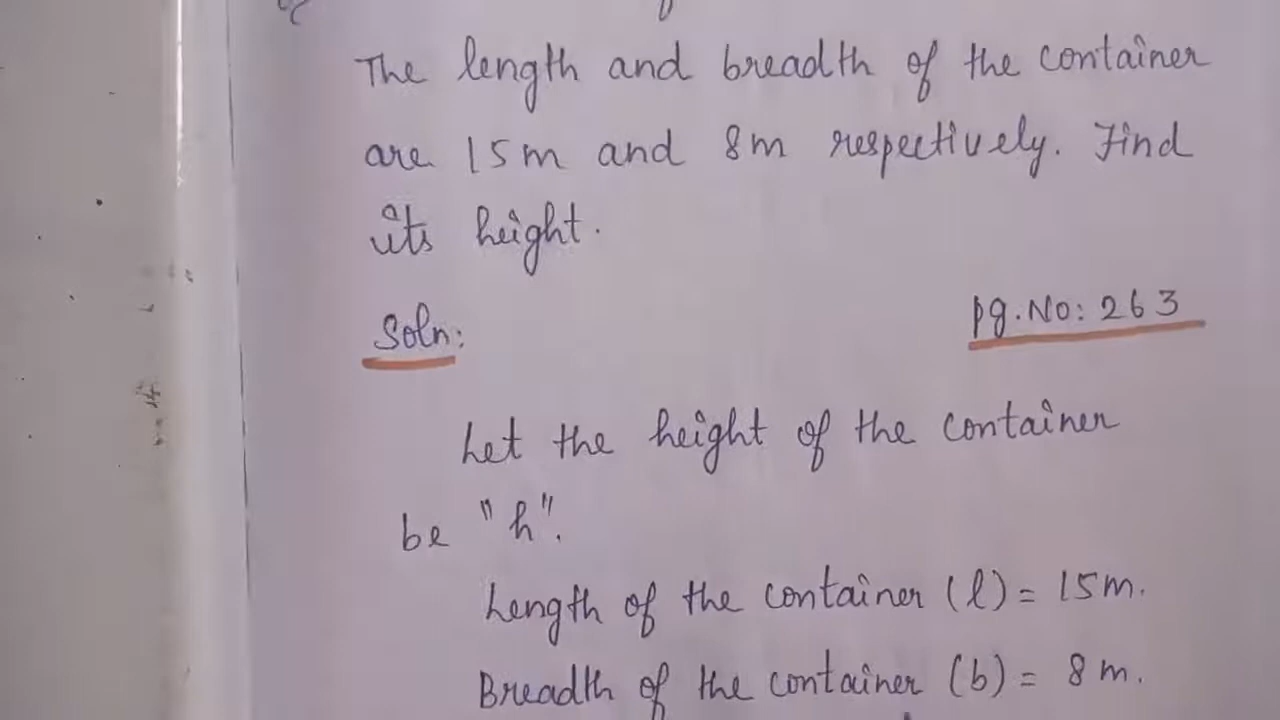 The length and breadth of the container
are 15m and 8m respectively. Find
its height.
Soln:
pg.No: 263
Let the height of the container
be "h".
Length of the container (l) = 15m.
Breadth of the container (b) = 8m.